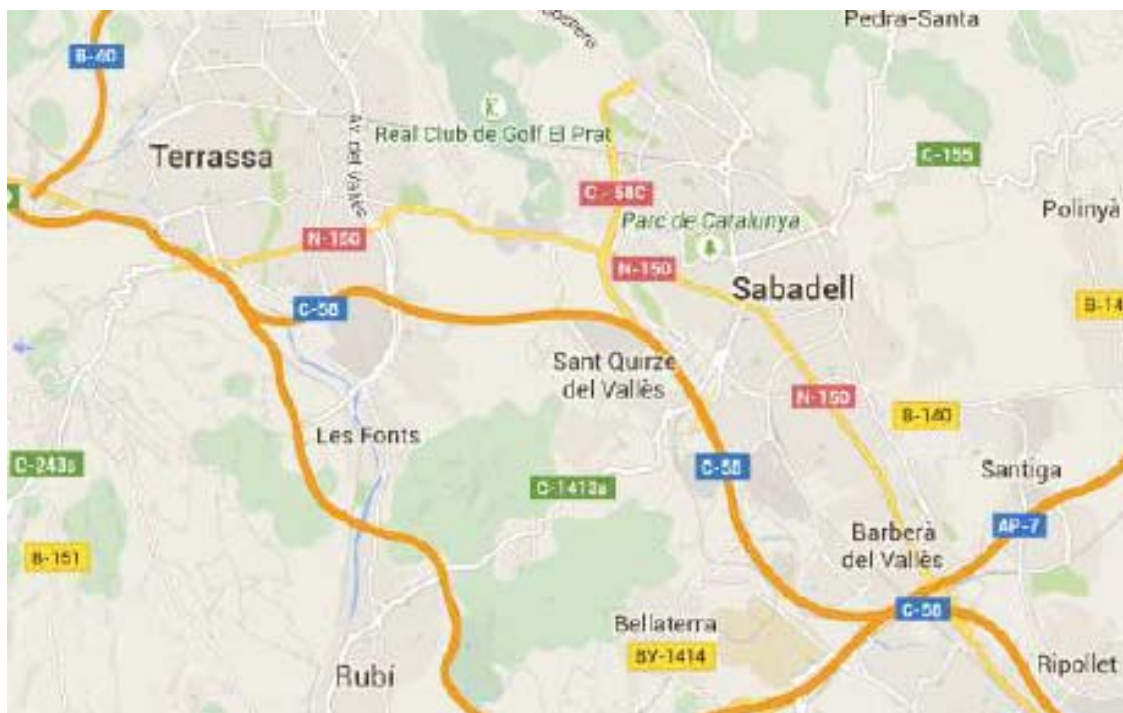 Pedra-Santa
B-40
Real Club de Golf El Prat
Av. del Vallès
Terrassa
C-155
C - 58C
Parc de Catalunya
Polinyà
N-150
N-150
Sabadell
C-58
B-14
Sant Quirze
del Vallès
N-150
B-140
Les Fonts
C-243a
C-58
Santiga
C-1413a
AP-7
Barberà
del Vallès
B-151
C-58
Bellaterra
BV-1414
Ripollet
Rubí